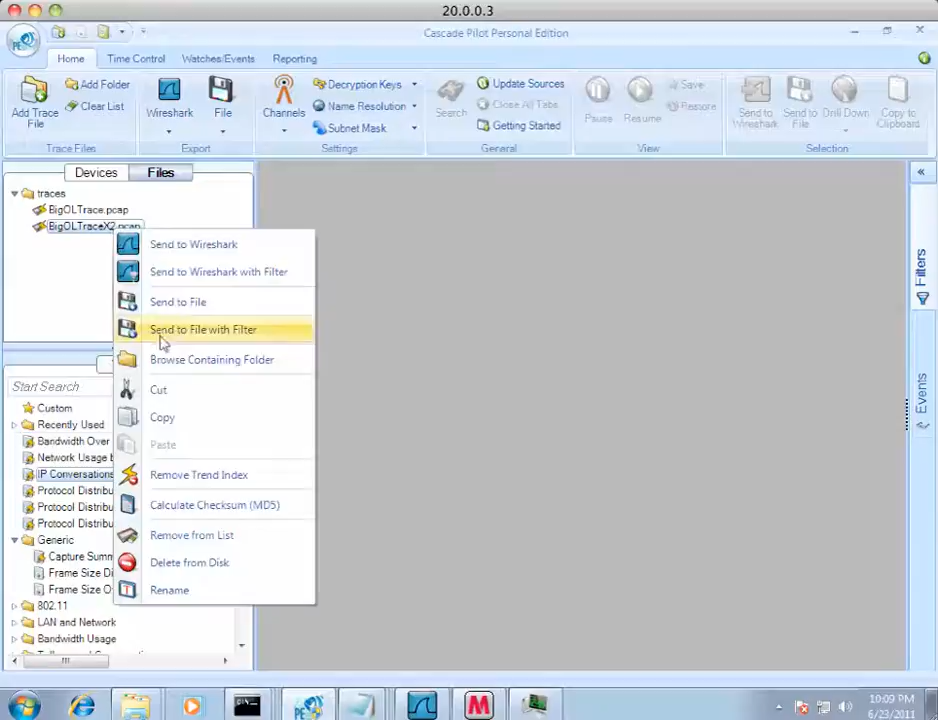 20.0.0.3
Cascade Pilot Personal Edition
Home
Time Control
Watches/Events
Reporting
Add Trace File
Add Folder
Clear List
Trace Files
Wireshark
File
Export
Channels
Decryption Keys
Name Resolution
Subnet Mask
Settings
Search
Update Sources
Close All Tabs
Getting Started
General
Pause
Resume
Save
Restore
View
Send to Wireshark
Send to File
Drill Down
Copy to Clipboard
Selection
Devices
Files
traces
BigOLTrace.pcap
BigOLTraceX2.pcap
Send to Wireshark
Send to Wireshark with Filter
Send to File
Send to File with Filter
Browse Containing Folder
Cut
Copy
Paste
Remove Trend Index
Calculate Checksum (MD5)
Remove from List
Delete from Disk
Rename
Start Search
Custom
Recently Used
Bandwidth Over
Network Usage
IP Conversations
Protocol Distribu
Protocol Distribu
Protocol Distribu
Generic
Capture Summ
Frame Size Di
Frame Size O
802.11
LAN and Network
Bandwidth Usage
Filters
Events
10:09 PM
6/23/2011